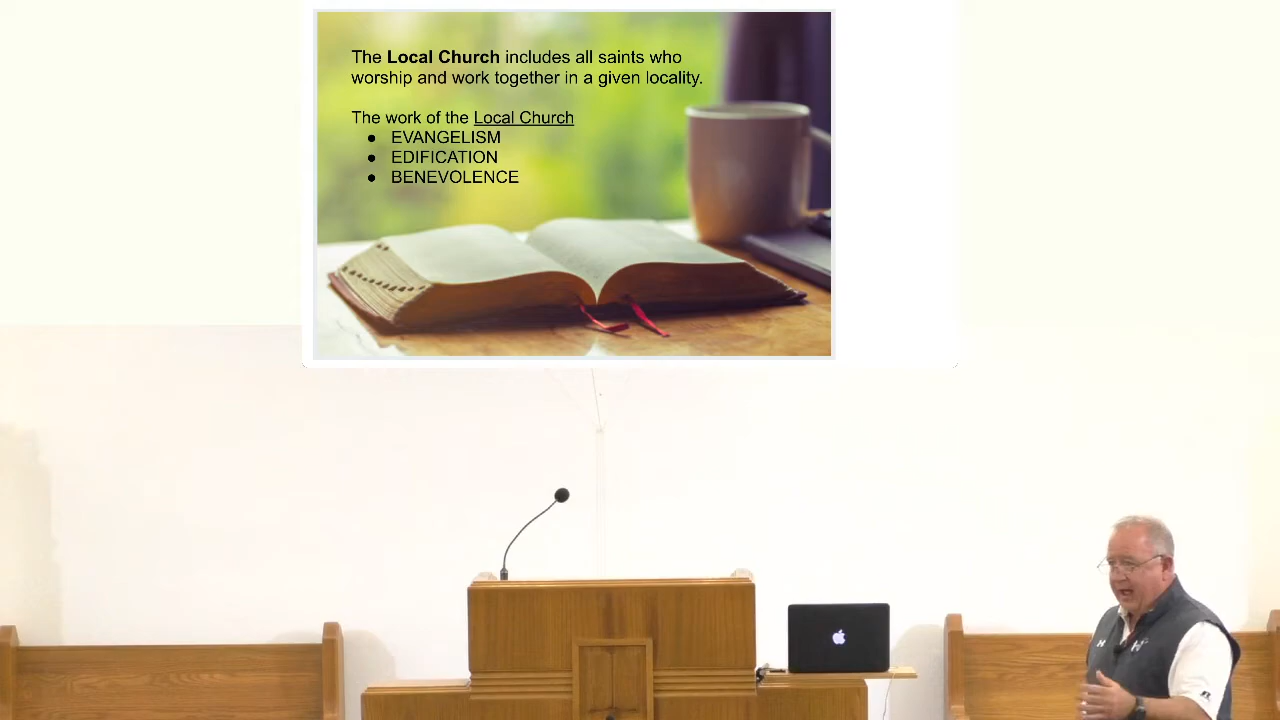 The Local Church includes all saints who
worship and work together in a given locality.
The work of the Local Church
● EVANGELISM
● EDIFICATION
● BENEVOLENCE